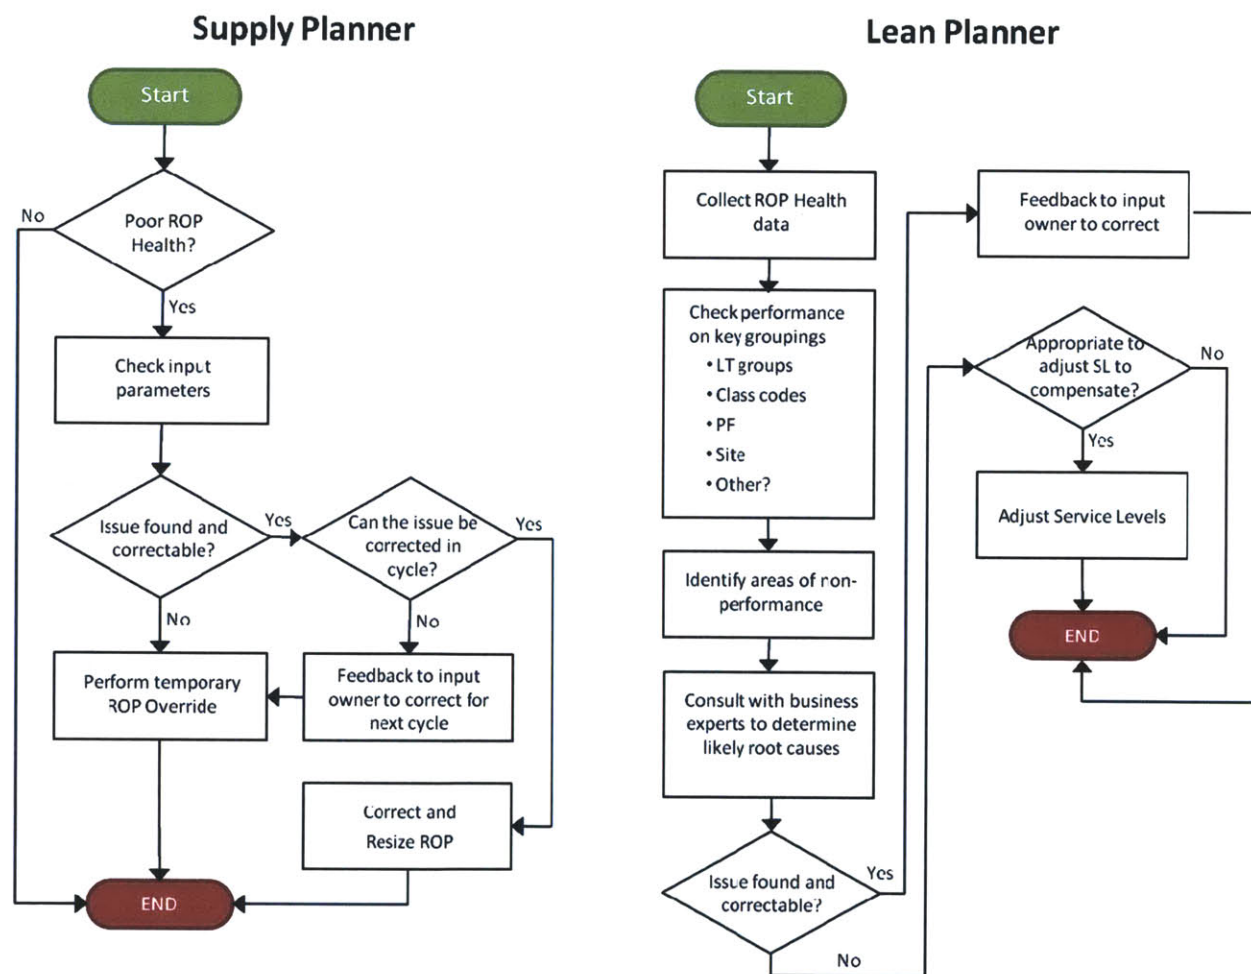 Supply Planner
Start
No
Poor ROP
Health?
Yes
Check input
parameters
Issue found and
correctable?
Yes
Can the issue be
corrected in
cycle?
Yes
No
No
Perform temporary
ROP Override
Feedback to input
owner to correct for
next cycle
Correct and
Resize ROP
END
Lean Planner
Start
Collect ROP Health
data
Check performance
on key groupings
• LT groups
• Class codes
• PF
• Site
• Other?
Identify areas of non-
performance
Consult with business
experts to determine
likely root causes
Issue found and
correctable?
Yes
No
Feedback to input
owner to correct
Appropriate to
adjust SL to
compensate?
No
Yes
Adjust Service Levels
END